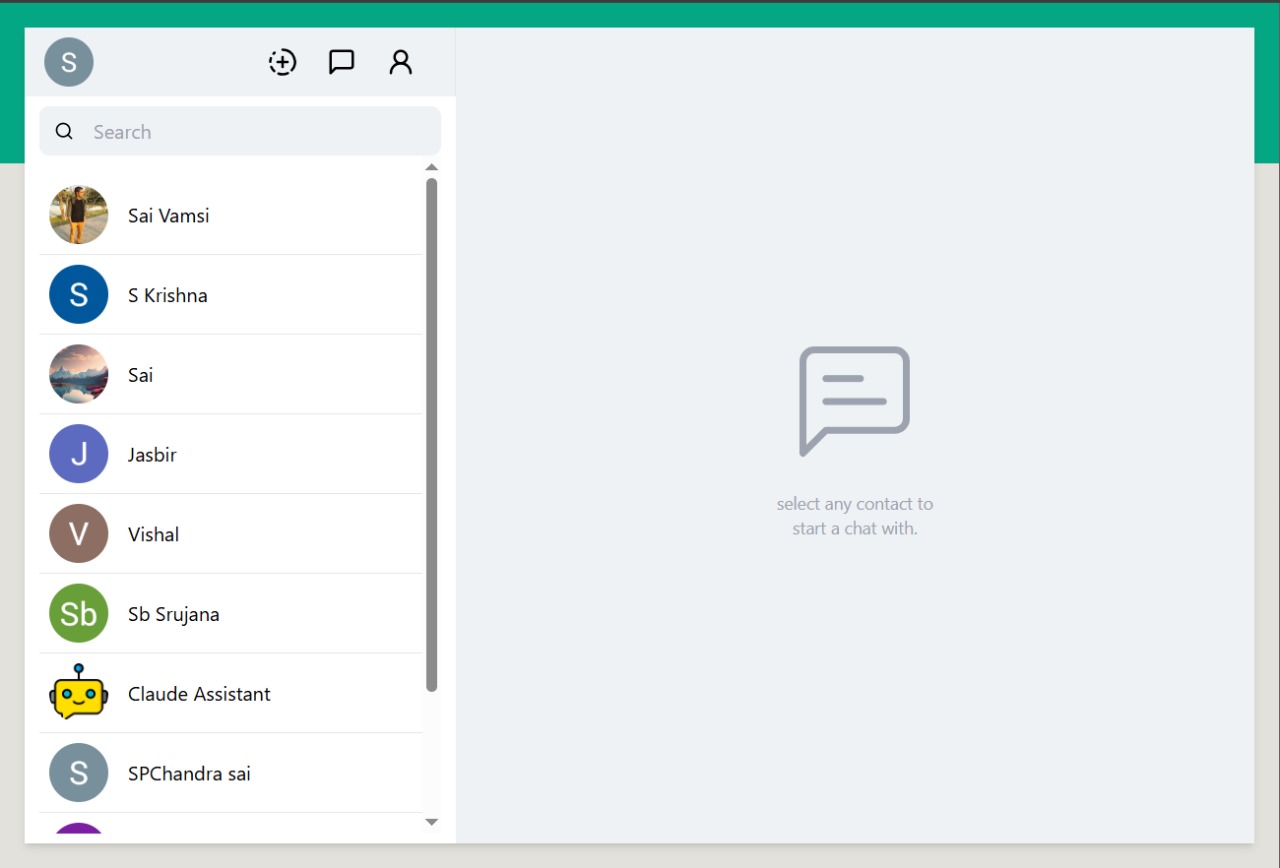 S
Search
Sai Vamsi
S
S Krishna
Sai
J
Jasbir
V
Vishal
Sb
Sb Srujana
Claude Assistant
S
SPChandra sai
select any contact to
start a chat with.